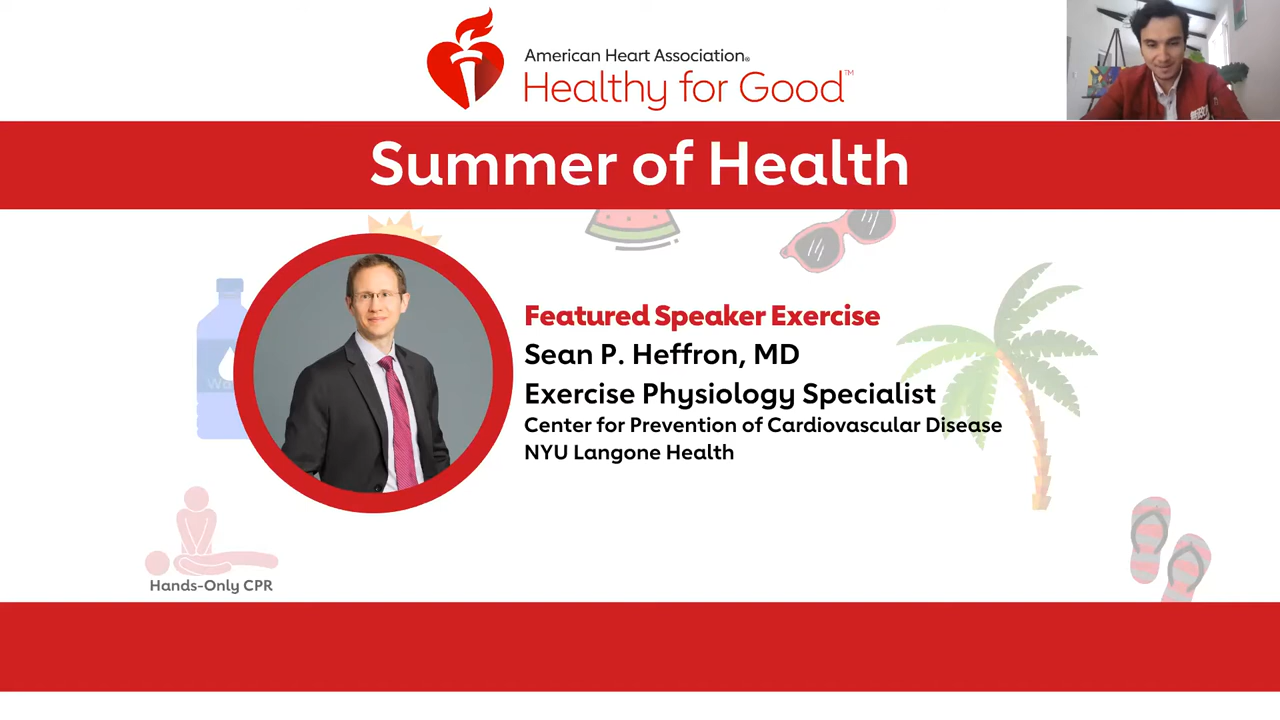 American Heart Association®
Healthy for Good™
Summer of Health
Featured Speaker Exercise
Sean P. Heffron, MD
Exercise Physiology Specialist
Center for Prevention of Cardiovascular Disease
NYU Langone Health
Hands-Only CPR